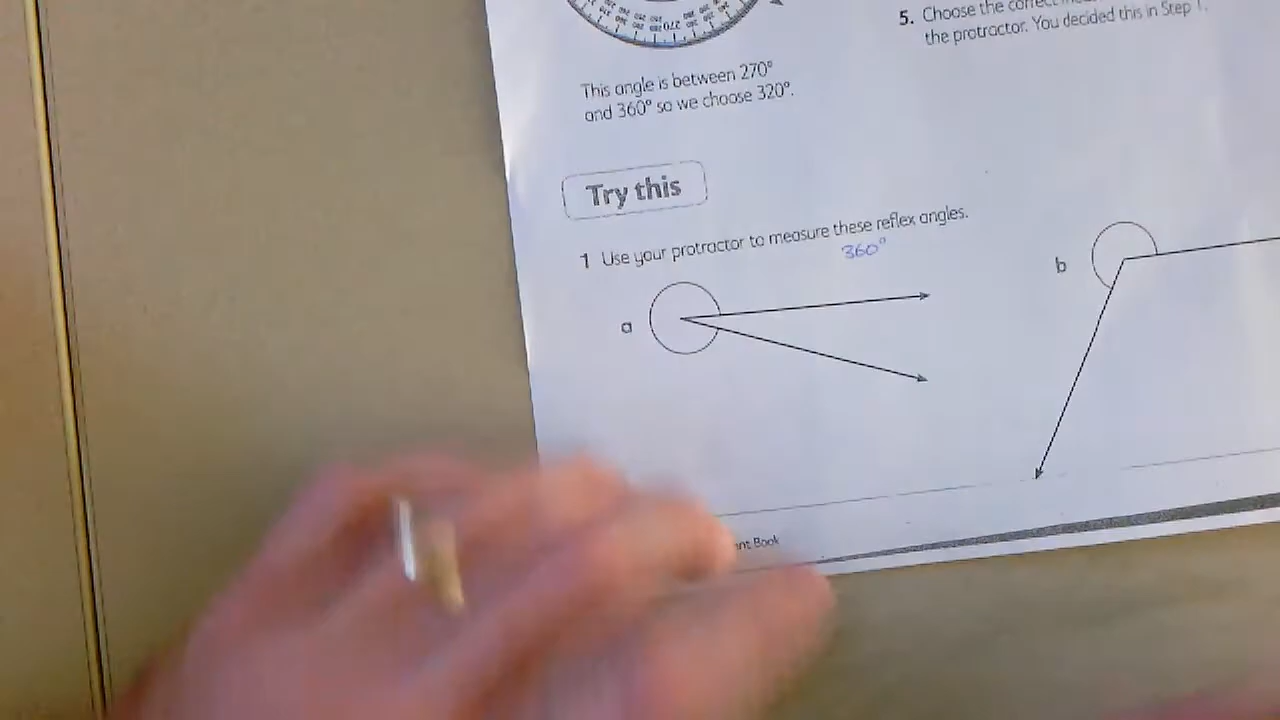 This angle is between 270°
and 360° so we choose 320°.
5. Choose the correct
the protractor. You decided this in Step 1.
Try this
1 Use your protractor to measure these reflex angles.
360°
a
b
Book